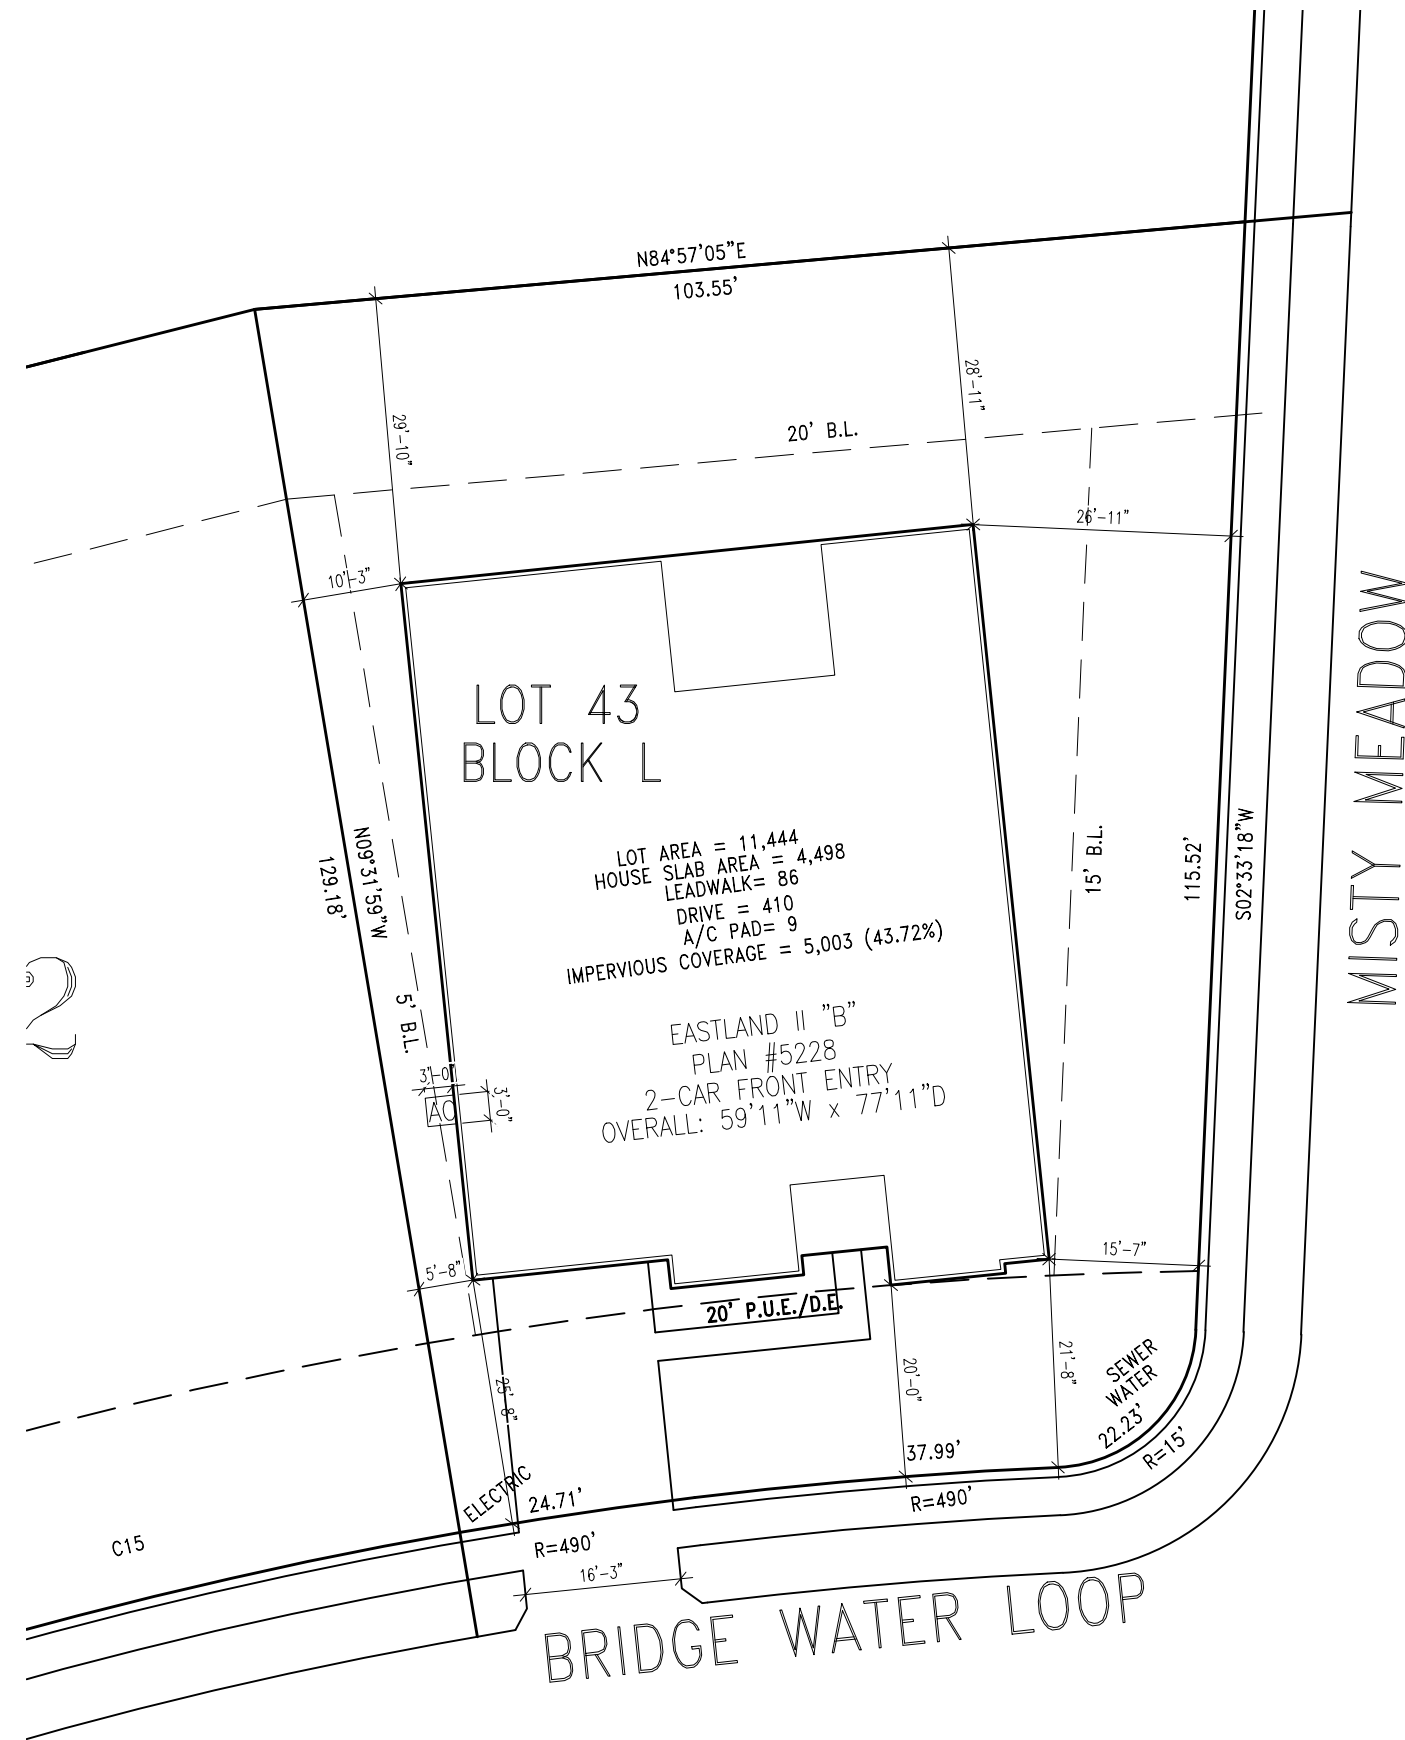 N84°57'05"E
103.55'
28'-11"
29'-10"
20' B.L.
26'-11"
10'-3"
LOT 43
BLOCK L
MISTY MEADOW
LOT AREA = 11,444
HOUSE SLAB AREA = 4,498
LEADWALK= 86
DRIVE = 410
A/C PAD= 9
IMPERVIOUS COVERAGE = 5,003 (43.72%)
N09°31'59"W
129.18'
15' B.L.
115.52'
S02°33'18"W
2
5' B.L.
EASTLAND II "B"
PLAN #5228
2-CAR FRONT ENTRY
OVERALL: 59'11"W x 77'11"D
3'-0"
3'-0"
AC
5'-8"
15'-7"
20' P.U.E./D.E.
25'-8"
20'-0"
21'-8"
SEWER
WATER
22.23'
R=15'
37.99'
R=490'
ELECTRIC
24.71'
R=490'
C15
16'-3"
BRIDGE WATER LOOP